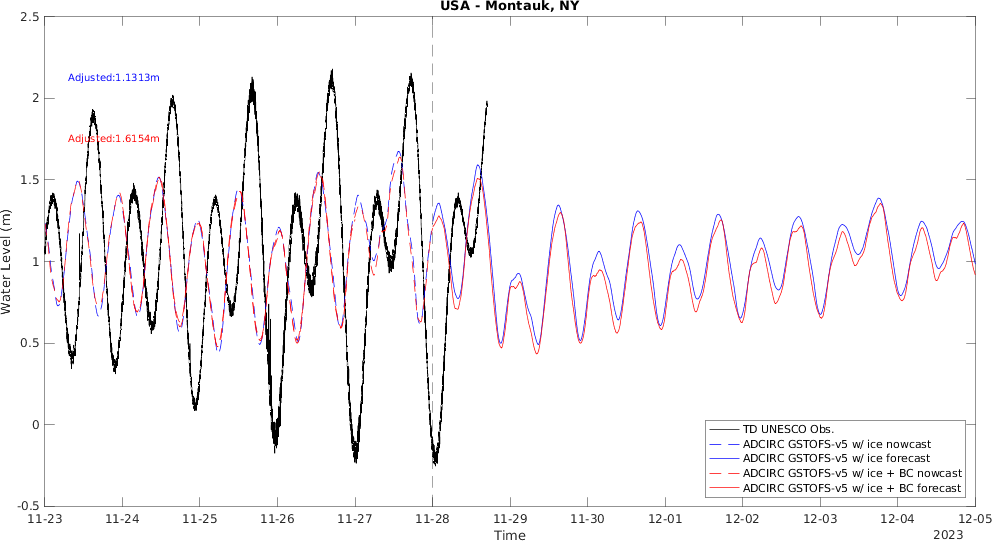 USA - Montauk, NY
2.5
2
1.5
1
0.5
0
-0.5
Water Level (m)
Adjusted:1.1313m
Adjusted:1.6154m
TD UNESCO Obs.
ADCIRC GSTOFS-v5 w/ ice nowcast
ADCIRC GSTOFS-v5 w/ ice forecast
ADCIRC GSTOFS-v5 w/ ice + BC nowcast
ADCIRC GSTOFS-v5 w/ ice + BC forecast
11-23 11-24 11-25 11-26 11-27 11-28 11-29 11-30 12-01 12-02 12-03 12-04 12-05
Time
2023